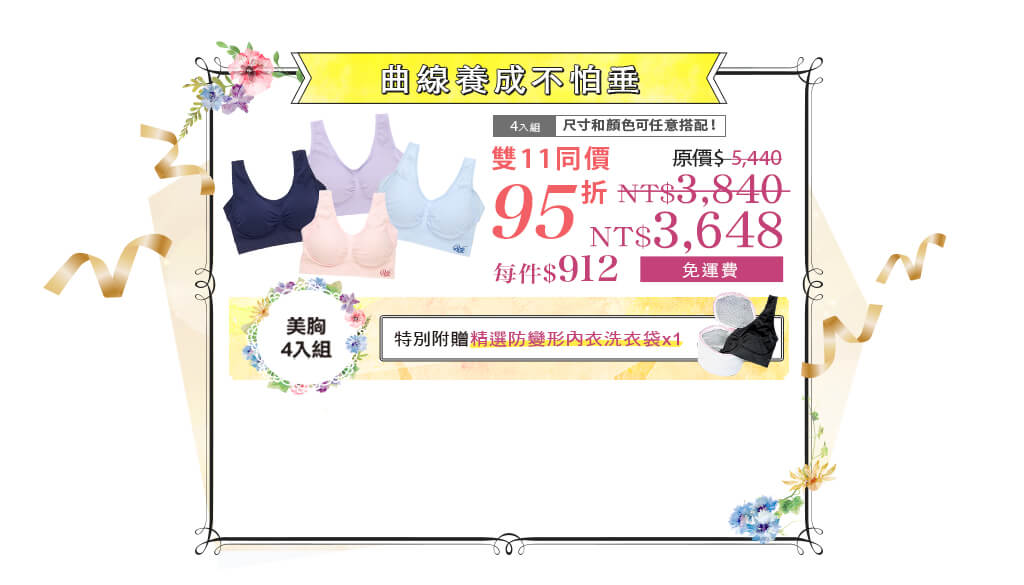 曲線養成不怕垂
4入組 尺寸和顏色可任意搭配！
雙11同價
95折
原價$ 5,440
NT$3,840
NT$3,648
每件$912
免運費
美胸
4入組
特別附贈精選防變形內衣洗衣袋x1